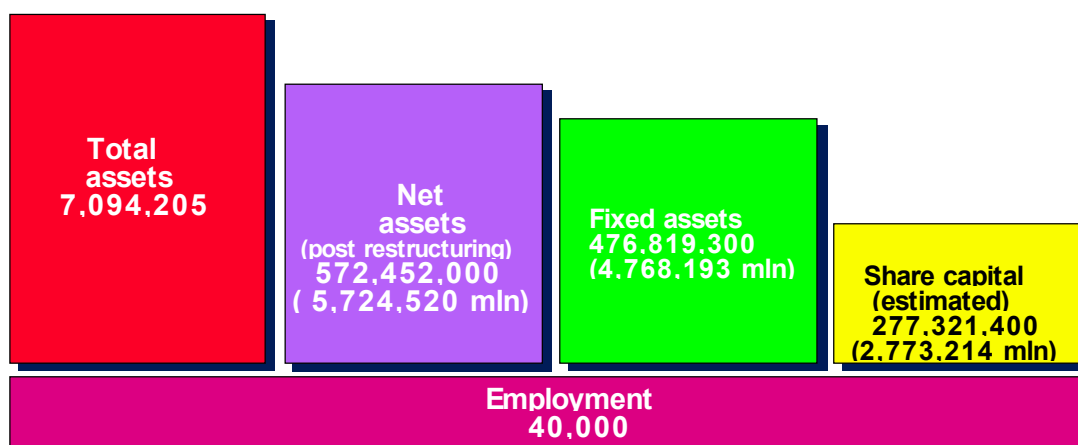 Total
assets
7,094,205
Net
assets
(post restructuring)
572,452,000
( 5,724,520 mln)
Fixed assets
476,819,300
(4,768,193 mln)
Share capital
(estimated)
277,321,400
(2,773,214 mln)
Employment
40,000